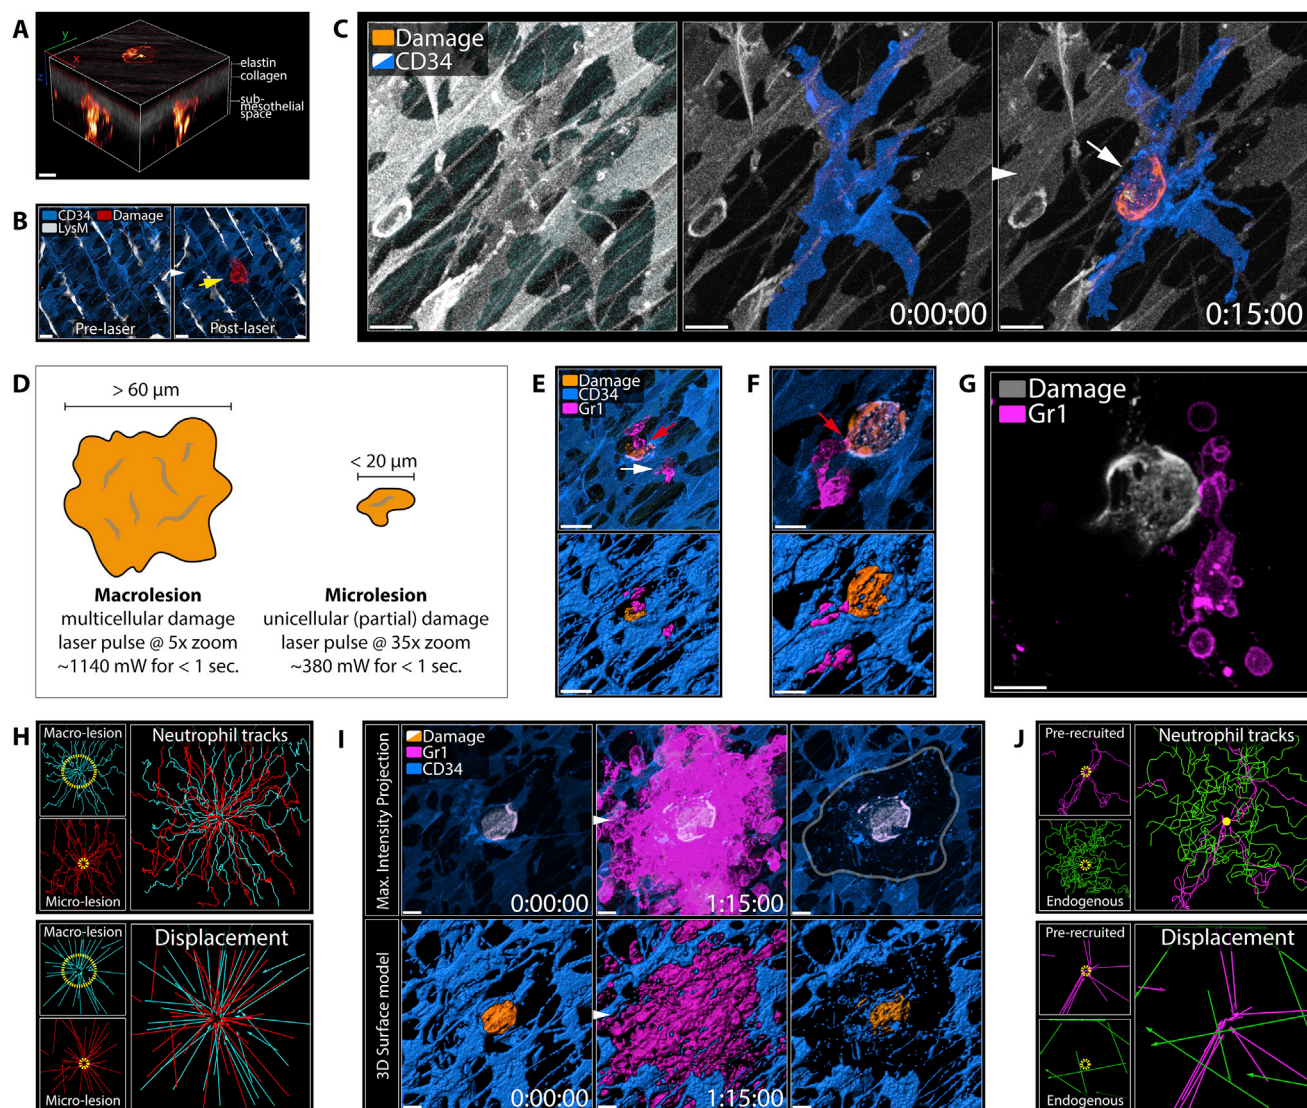 A
y
x
z
elastin
collagen
sub-
mesothelial
space
B
CD34
Damage
LysM
Pre-laser
Post-laser
C
Damage
CD34
0:00:00
0:15:00
D
> 60 μm
< 20 μm
Macrolesion
multicellular damage
laser pulse @ 5x zoom
~1140 mW for < 1 sec.
Microlesion
unicellular (partial) damage
laser pulse @ 35x zoom
~380 mW for < 1 sec.
E
Damage
CD34
Gr1
F
G
Damage
Gr1
H
Macro-lesion
Neutrophil tracks
Micro-lesion
Macro-lesion
Displacement
Micro-lesion
I
Max. Intensity Projection
Damage
Gr1
CD34
0:00:00
1:15:00
3D Surface model
0:00:00
1:15:00
J
Pre-recruited
Neutrophil tracks
Endogenous
Pre-recruited
Displacement
Endogenous